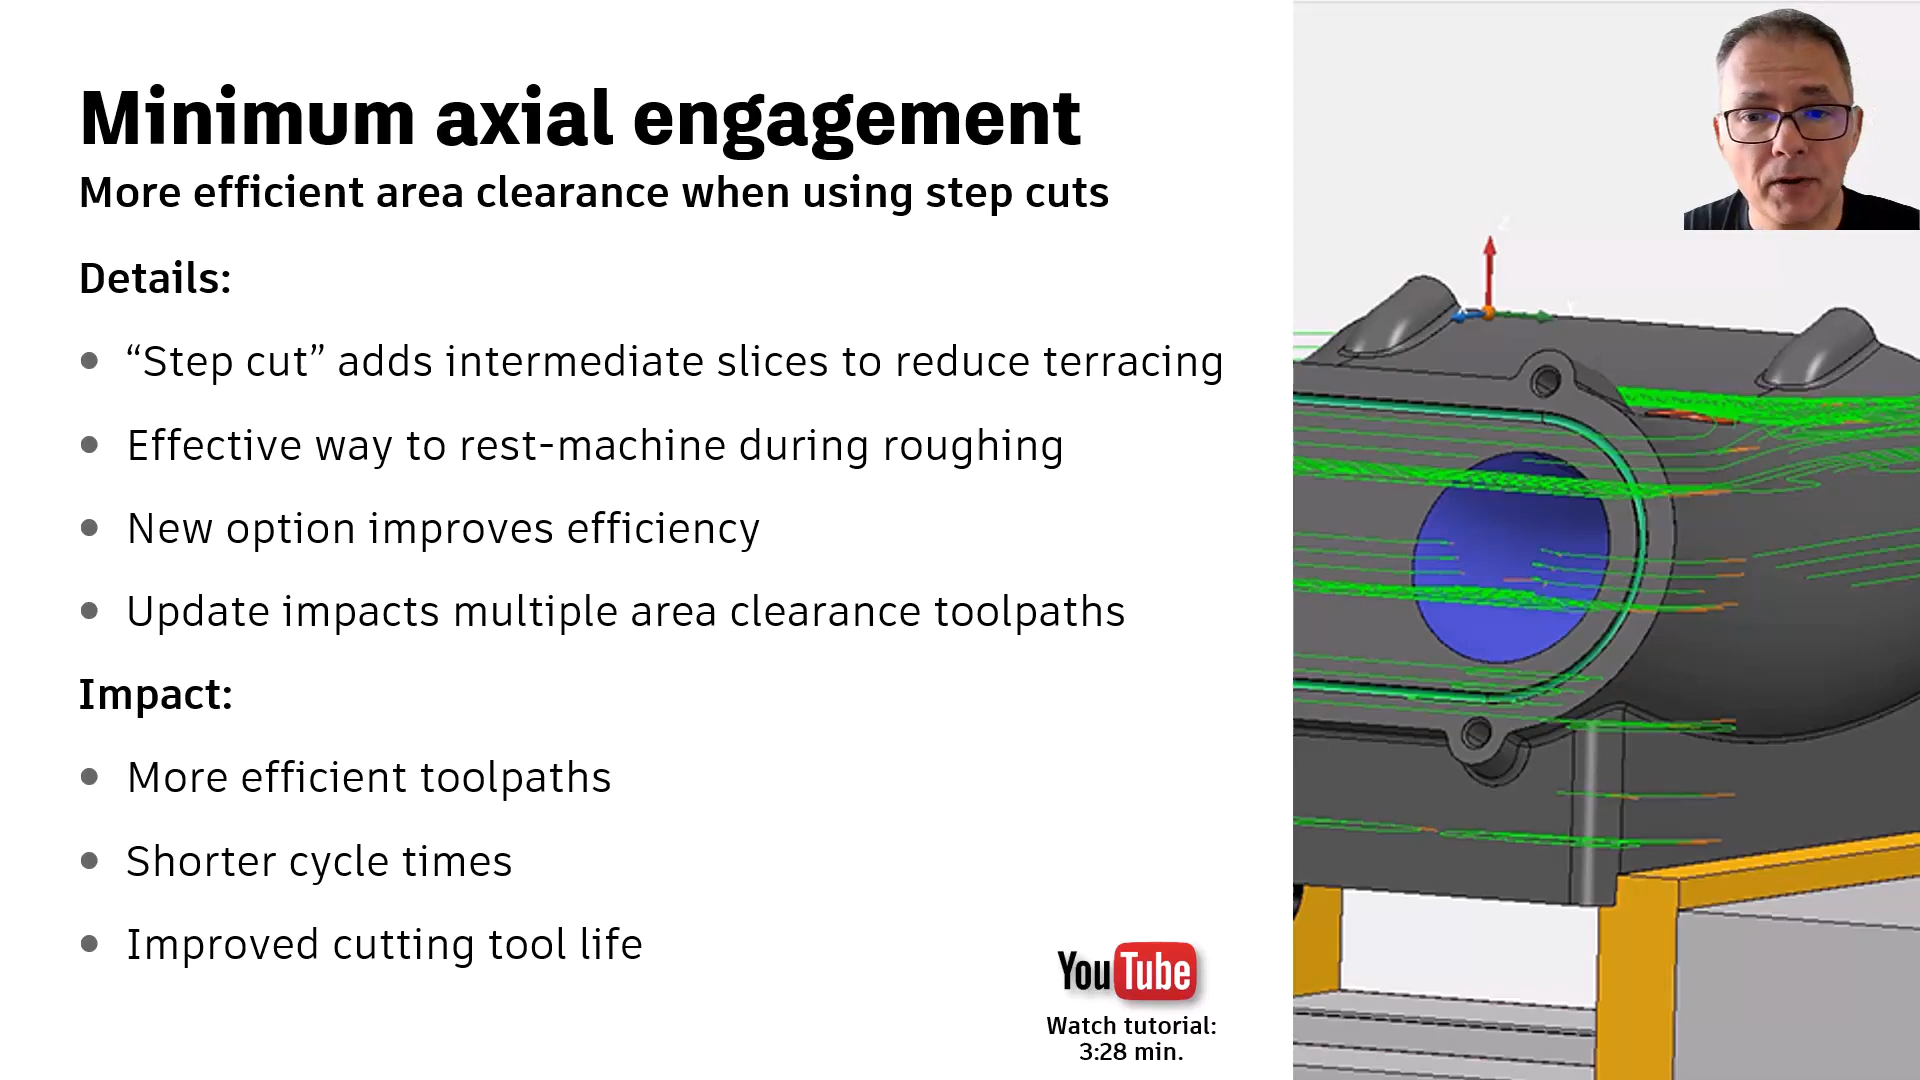 Minimum axial engagement
More efficient area clearance when using step cuts
Details:
“Step cut” adds intermediate slices to reduce terracing
Effective way to rest-machine during roughing
New option improves efficiency
Update impacts multiple area clearance toolpaths
Impact:
More efficient toolpaths
Shorter cycle times
Improved cutting tool life
YouTube
Watch tutorial:
3:28 min.
Z
Y